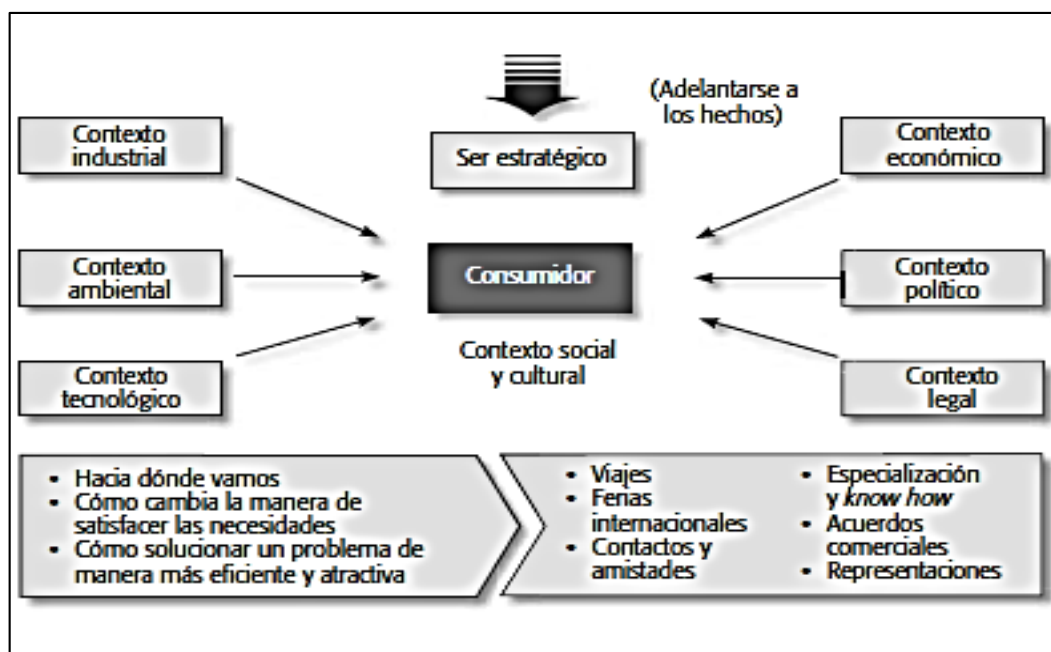 (Adelantarse a
los hechos)
Contexto
industrial
Ser estratégico
Contexto
económico
Contexto
ambiental
Consumidor
Contexto
político
Contexto
tecnológico
Contexto social
y cultural
Contexto
legal
• Hacia dónde vamos
• Cómo cambia la manera de
satisfacer las necesidades
• Cómo solucionar un problema de
manera más eficiente y atractiva
• Viajes
• Ferias
internacionales
• Contactos y
amistades
• Especialización
y know how
• Acuerdos
comerciales
• Representaciones